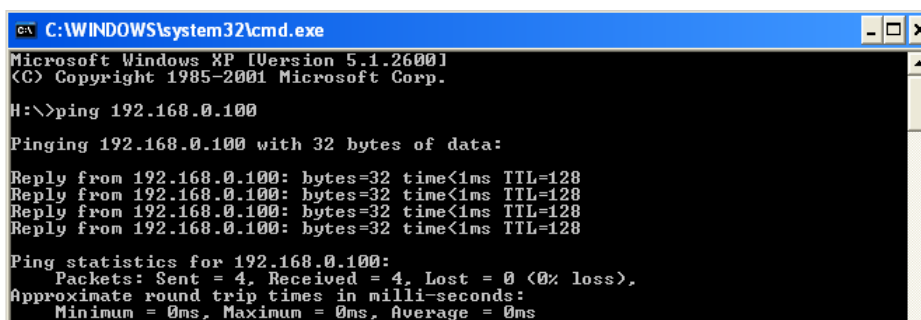 C:\WINDOWS\system32\cmd.exe
Microsoft Windows XP [Version 5.1.2600]
(C) Copyright 1985-2001 Microsoft Corp.
H:\>ping 192.168.0.100
Pinging 192.168.0.100 with 32 bytes of data:
Reply from 192.168.0.100: bytes=32 time<1ms TTL=128
Reply from 192.168.0.100: bytes=32 time<1ms TTL=128
Reply from 192.168.0.100: bytes=32 time<1ms TTL=128
Reply from 192.168.0.100: bytes=32 time<1ms TTL=128
Ping statistics for 192.168.0.100:
Packets: Sent = 4, Received = 4, Lost = 0 (0% loss),
Approximate round trip times in milli-seconds:
Minimum = 0ms, Maximum = 0ms, Average = 0ms